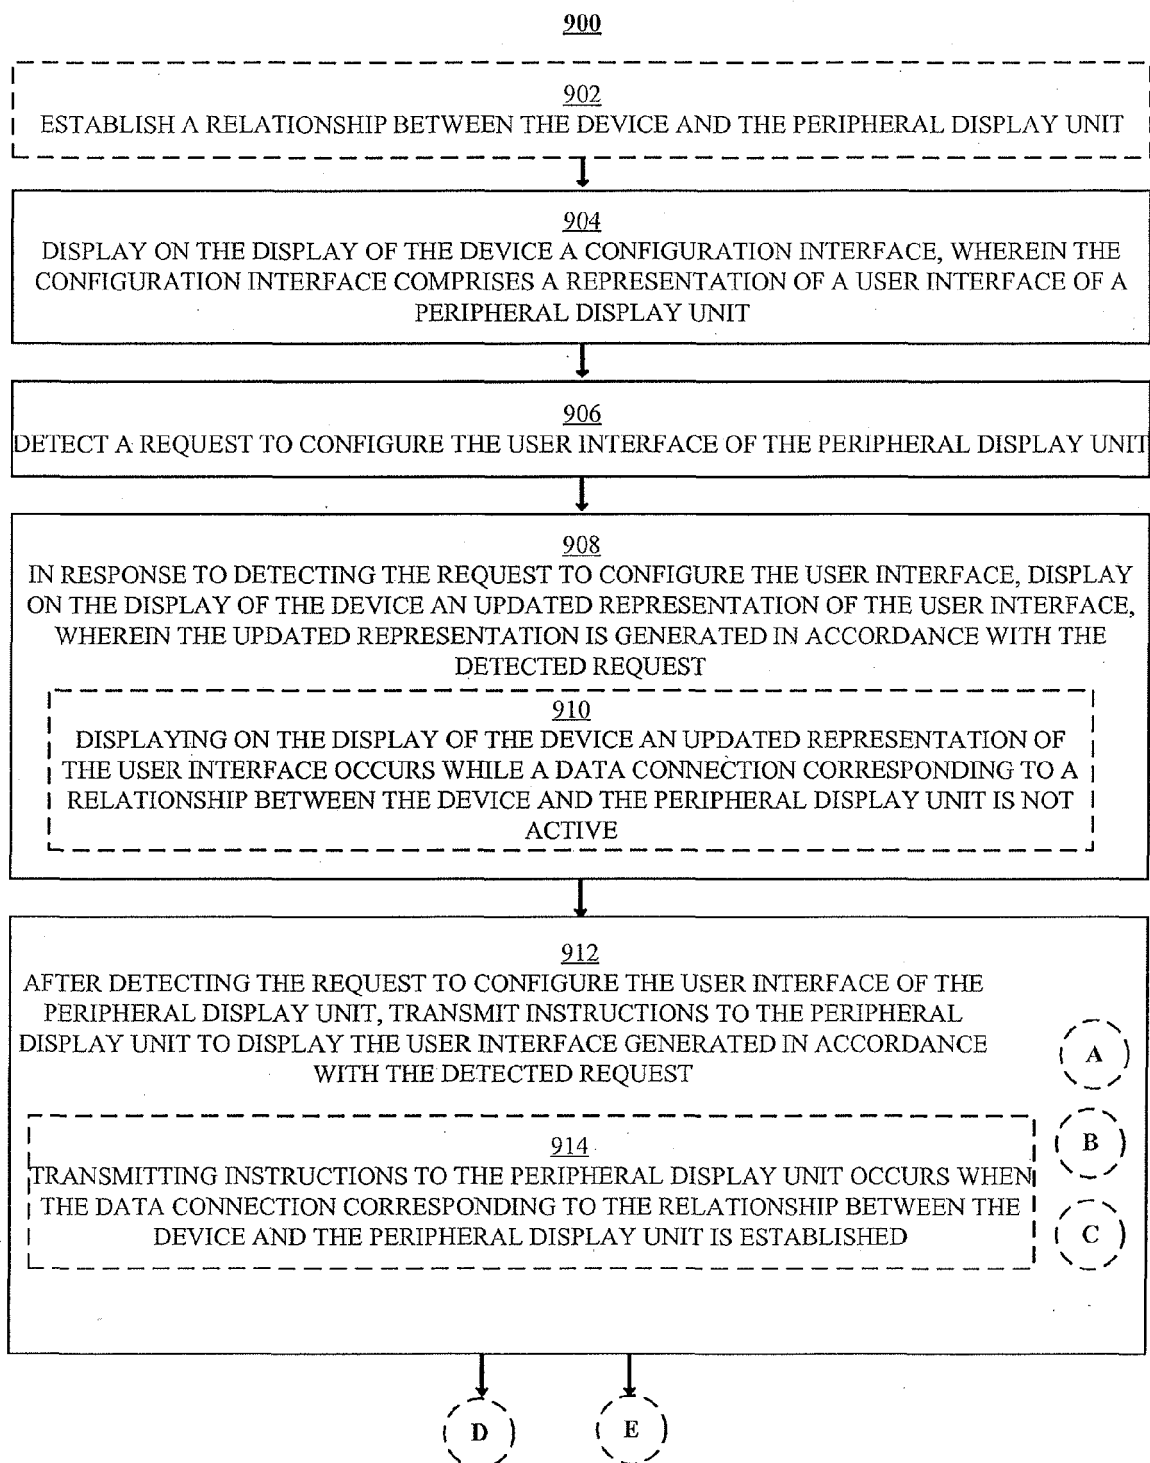 900
902
ESTABLISH A RELATIONSHIP BETWEEN THE DEVICE AND THE PERIPHERAL DISPLAY UNIT
904
DISPLAY ON THE DISPLAY OF THE DEVICE A CONFIGURATION INTERFACE, WHEREIN THE
CONFIGURATION INTERFACE COMPRISES A REPRESENTATION OF A USER INTERFACE OF A
PERIPHERAL DISPLAY UNIT
906
DETECT A REQUEST TO CONFIGURE THE USER INTERFACE OF THE PERIPHERAL DISPLAY UNIT
908
IN RESPONSE TO DETECTING THE REQUEST TO CONFIGURE THE USER INTERFACE, DISPLAY
ON THE DISPLAY OF THE DEVICE AN UPDATED REPRESENTATION OF THE USER INTERFACE,
WHEREIN THE UPDATED REPRESENTATION IS GENERATED IN ACCORDANCE WITH THE
DETECTED REQUEST
910
DISPLAYING ON THE DISPLAY OF THE DEVICE AN UPDATED REPRESENTATION OF
THE USER INTERFACE OCCURS WHILE A DATA CONNECTION CORRESPONDING TO A
RELATIONSHIP BETWEEN THE DEVICE AND THE PERIPHERAL DISPLAY UNIT IS NOT
ACTIVE
912
AFTER DETECTING THE REQUEST TO CONFIGURE THE USER INTERFACE OF THE
PERIPHERAL DISPLAY UNIT, TRANSMIT INSTRUCTIONS TO THE PERIPHERAL
DISPLAY UNIT TO DISPLAY THE USER INTERFACE GENERATED IN ACCORDANCE
WITH THE DETECTED REQUEST
A
914
TRANSMITTING INSTRUCTIONS TO THE PERIPHERAL DISPLAY UNIT OCCURS WHEN
THE DATA CONNECTION CORRESPONDING TO THE RELATIONSHIP BETWEEN THE
DEVICE AND THE PERIPHERAL DISPLAY UNIT IS ESTABLISHED
B
C
D
E